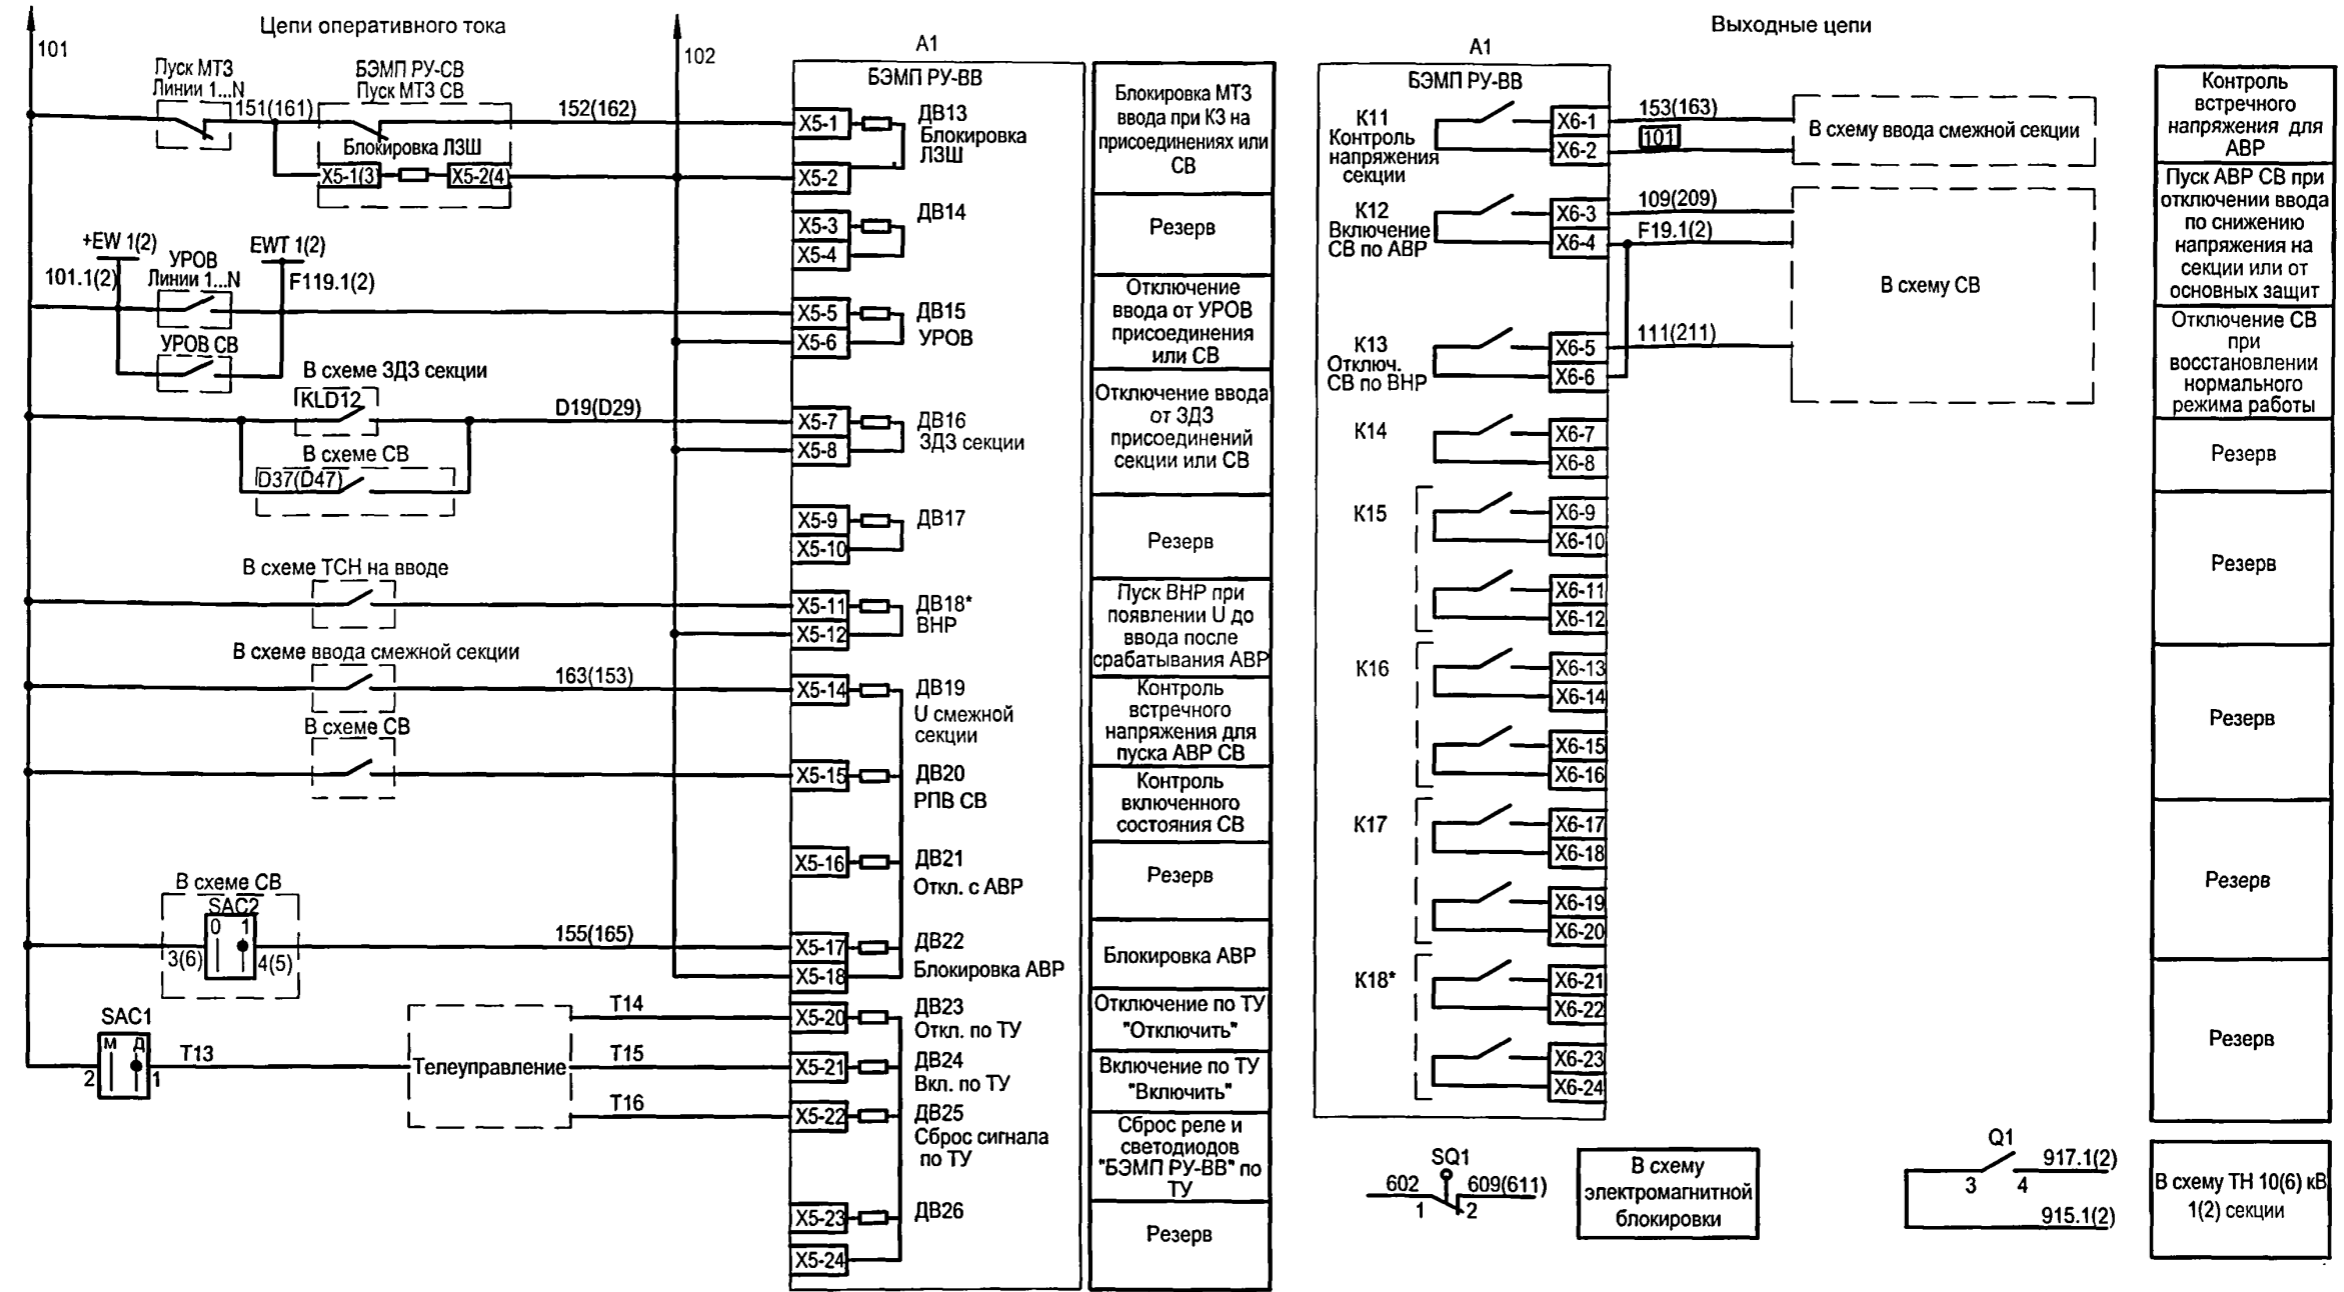 Цепи оперативного тока
101
102
Пуск МТЗ
Линии 1...N
151(161)
БЭМП РУ-СВ
Пуск МТЗ СВ
152(162)
Блокировка ЛЗШ
X5-1(3)
X5-2(4)
+EW 1(2)
EWT 1(2)
УРОВ
Линии 1...N
101.1(2)
F119.1(2)
УРОВ СВ
В схеме ЗДЗ секции
KLD12
D19(D29)
В схеме СВ
D37(D47)
В схеме ТСН на вводе
В схеме ввода смежной секции
163(153)
В схеме СВ
В схеме СВ
SAC2
0 1
3(6)
4(5)
155(165)
SAC1
М Д
2
1
T13
Телеуправление
T14
T15
T16
A1
БЭМП РУ-ВВ
X5-1
ДВ13
Блокировка
ЛЗШ
X5-2
X5-3
ДВ14
X5-4
X5-5
ДВ15
УРОВ
X5-6
X5-7
ДВ16
ЗДЗ секции
X5-8
X5-9
ДВ17
X5-10
X5-11
ДВ18*
ВНР
X5-12
X5-14
ДВ19
U смежной
секции
X5-15
ДВ20
РПВ СВ
X5-16
ДВ21
Откл. с АВР
X5-17
ДВ22
Блокировка АВР
X5-18
X5-20
ДВ23
Откл. по ТУ
X5-21
ДВ24
Вкл. по ТУ
X5-22
ДВ25
Сброс сигнала
по ТУ
X5-23
ДВ26
X5-24
Блокировка МТЗ
ввода при КЗ на
присоединениях или
СВ
Резерв
Отключение
ввода от УРОВ
присоединения
или СВ
Отключение ввода
от ЗДЗ
присоединений
секции или СВ
Резерв
Пуск ВНР при
появлении U до
ввода после
срабатывания АВР
Контроль
встречного
напряжения для
пуска АВР СВ
Контроль
включенного
состояния СВ
Резерв
Блокировка АВР
Отключение по ТУ
"Отключить"
Включение по ТУ
"Включить"
Сброс реле и
светодиодов
"БЭМП РУ-ВВ" по
ТУ
Резерв
Выходные цепи
A1
БЭМП РУ-ВВ
К11
Контроль
напряжения
секции
X6-1
X6-2
153(163)
101
В схему ввода смежной секции
К12
Включение
СВ по АВР
X6-3
X6-4
109(209)
F19.1(2)
В схему СВ
К13
Отключ.
СВ по ВНР
X6-5
X6-6
111(211)
К14
X6-7
X6-8
К15
X6-9
X6-10
X6-11
X6-12
К16
X6-13
X6-14
X6-15
X6-16
К17
X6-17
X6-18
X6-19
X6-20
К18*
X6-21
X6-22
X6-23
X6-24
Контроль
встречного
напряжения для
АВР
Пуск АВР СВ при
отключении ввода
по снижению
напряжения на
секции или от
основных защит
Отключение СВ
при
восстановлении
нормального
режима работы
Резерв
Резерв
Резерв
Резерв
Резерв
SQ1
602
609(611)
1
2
В схему
электромагнитной
блокировки
Q1
3
4
917.1(2)
915.1(2)
В схему ТН 10(6) кВ
1(2) секции